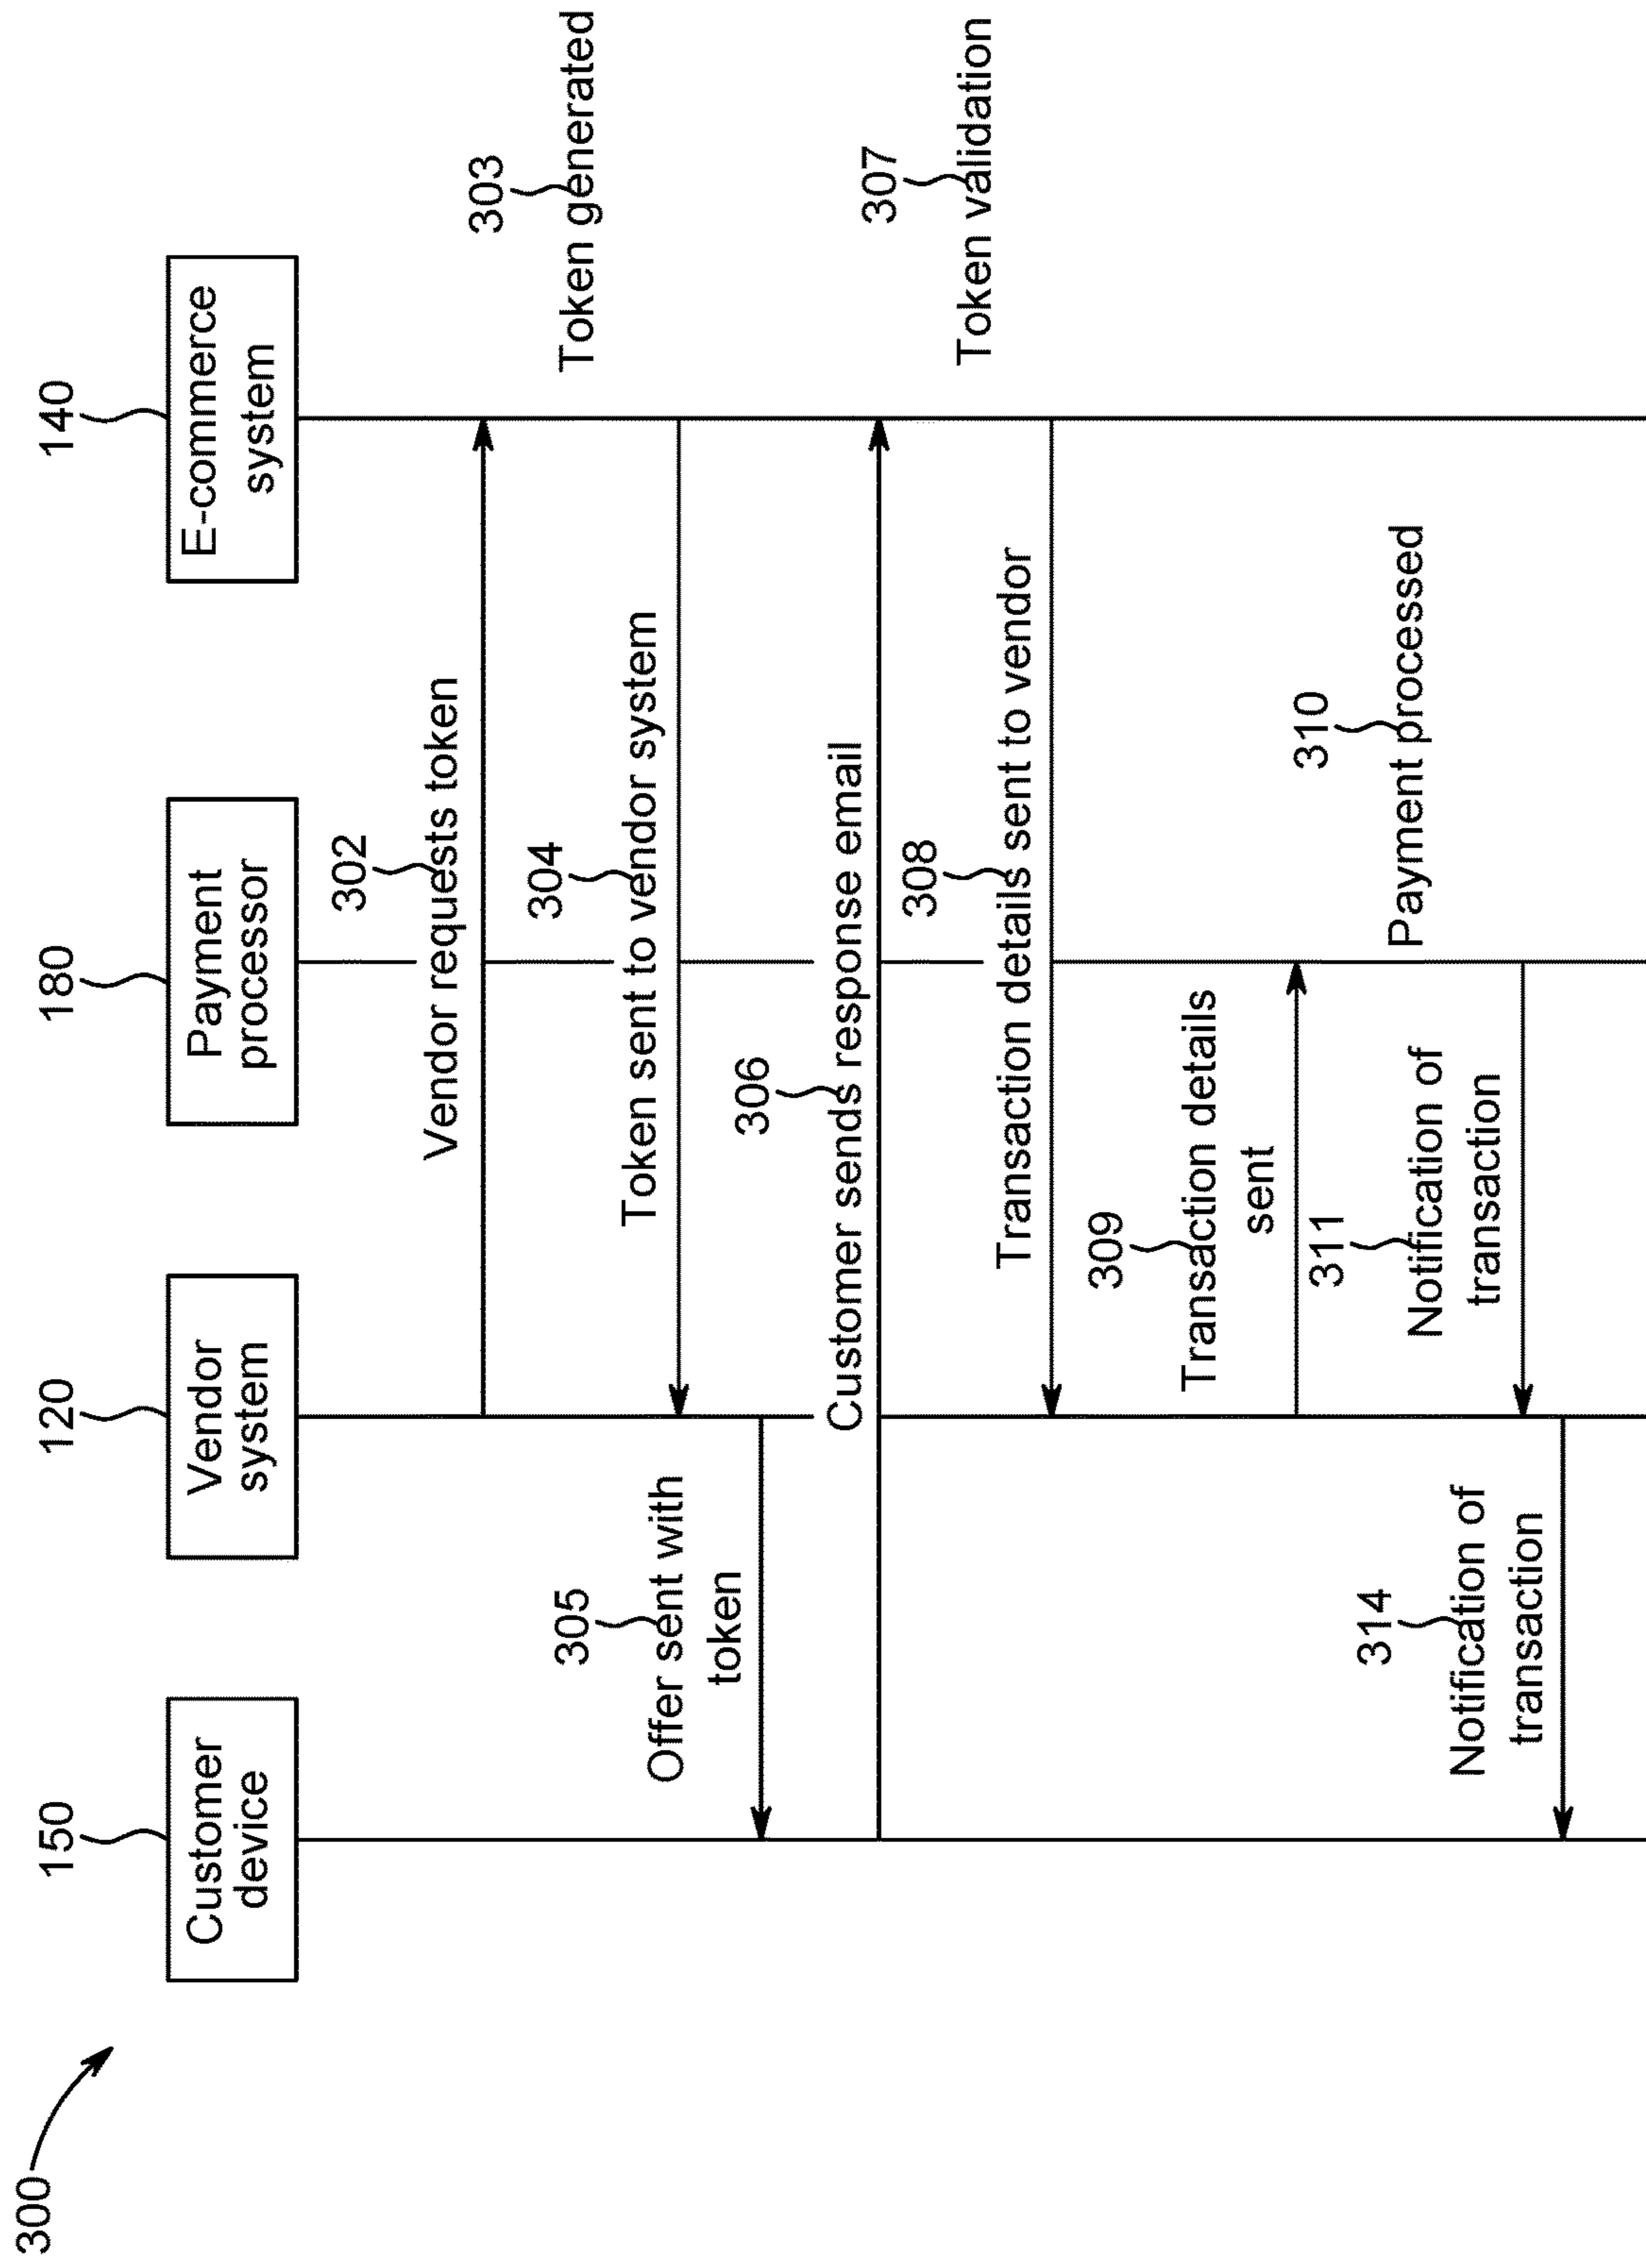 300
150
120
180
140
Customer
device
Vendor
system
Payment
processor
E-commerce
system
302
Vendor requests token
303
Token generated
304
Token sent to vendor system
305
Offer sent with
token
306
Customer sends response email
307
Token validation
308
Transaction details sent to vendor
309
Transaction details
sent
310
Payment processed
311
Notification of
transaction
314
Notification of
transaction